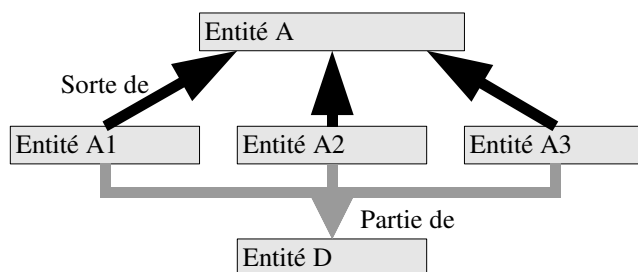 Entité A
Sorte de
Entité A1
Entité A2
Entité A3
Partie de
Entité D